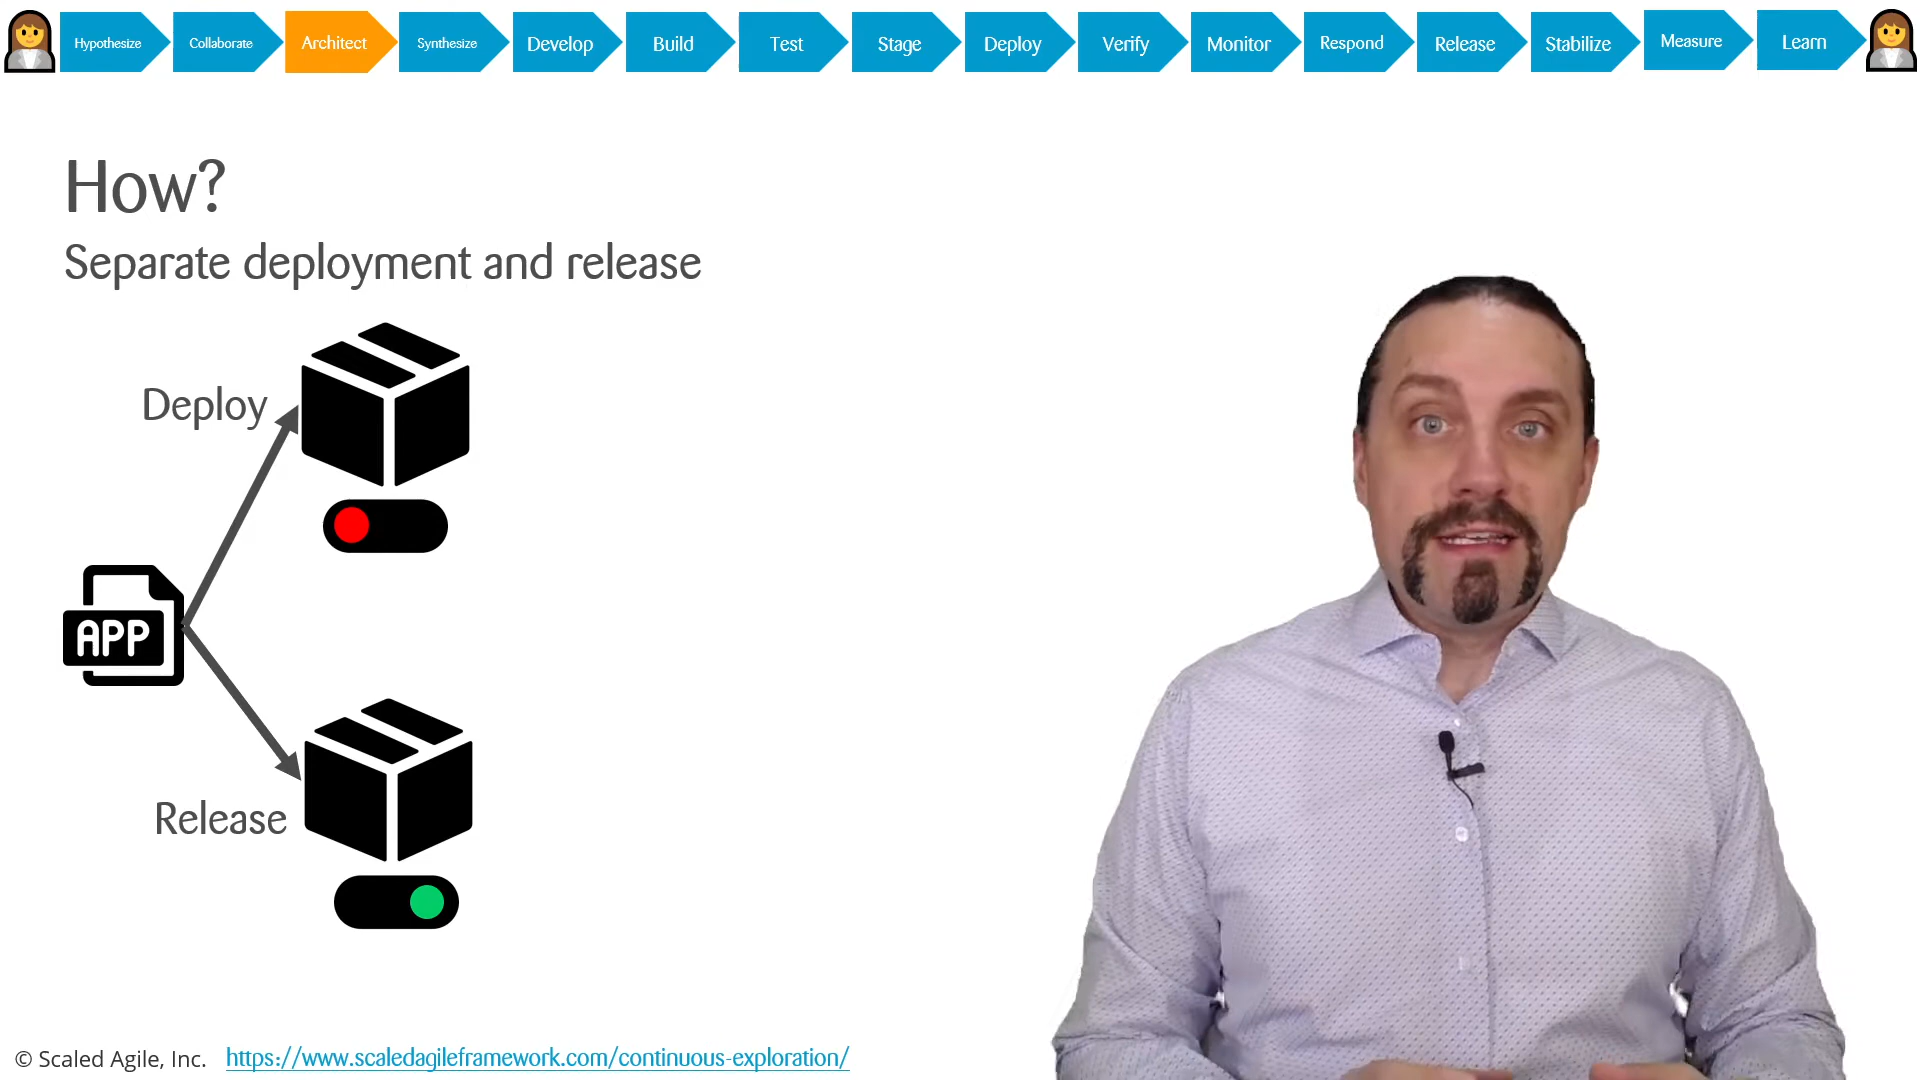 Hypothesize
Collaborate
Architect
Synthesize
Develop
Build
Test
Stage
Deploy
Verify
Monitor
Respond
Release
Stabilize
Measure
Learn
How?
Separate deployment and release
Deploy
APP
Release
© Scaled Agile, Inc. https://www.scaledagileframework.com/continuous-exploration/